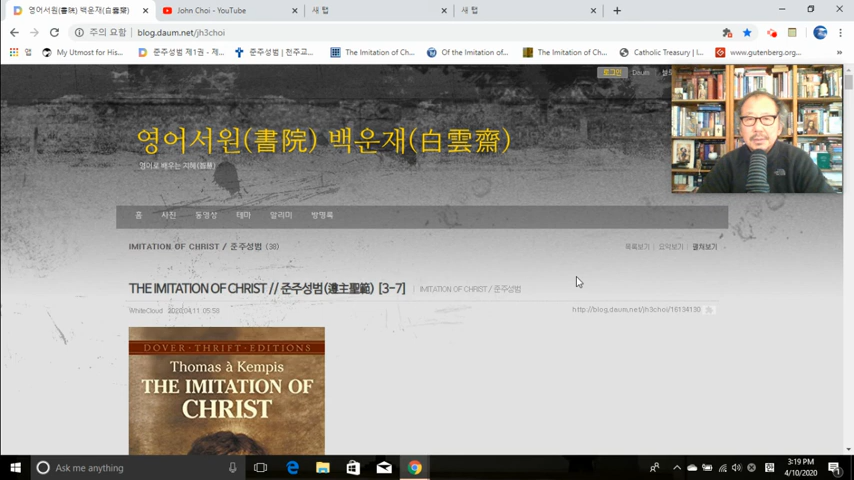 영어서원(書院) 백운재(白雲齋)
John Choi - YouTube
새 탭
새 탭
주의 요함
blog.daum.net/jh3choi
앱
My Utmost for His...
준주성범 제1권 - 제...
준주성범 | 전주교...
The Imitation of Ch...
Of the Imitation of...
The Imitation of Ch...
Catholic Treasury | I...
www.gutenberg.org...
로그인
Daum
영어서원(書院) 백운재(白雲齋)
영어로 배우는 지혜(智慧)
홈 사진 동영상 테마 알리미 방명록
IMITATION OF CHRIST / 준주성범 (38)
목록보기 요약보기 펼쳐보기
THE IMITATION OF CHRIST // 준주성범(遵主聖範) [3-7]
IMITATION OF CHRIST / 준주성범
WhiteCloud 2020.04.11 05:58
http://blog.daum.net/jh3choi/16154130
DOVER · THRIFT · EDITIONS
Thomas à Kempis
THE IMITATION OF
CHRIST
Ask me anything
3:19 PM
4/10/2020